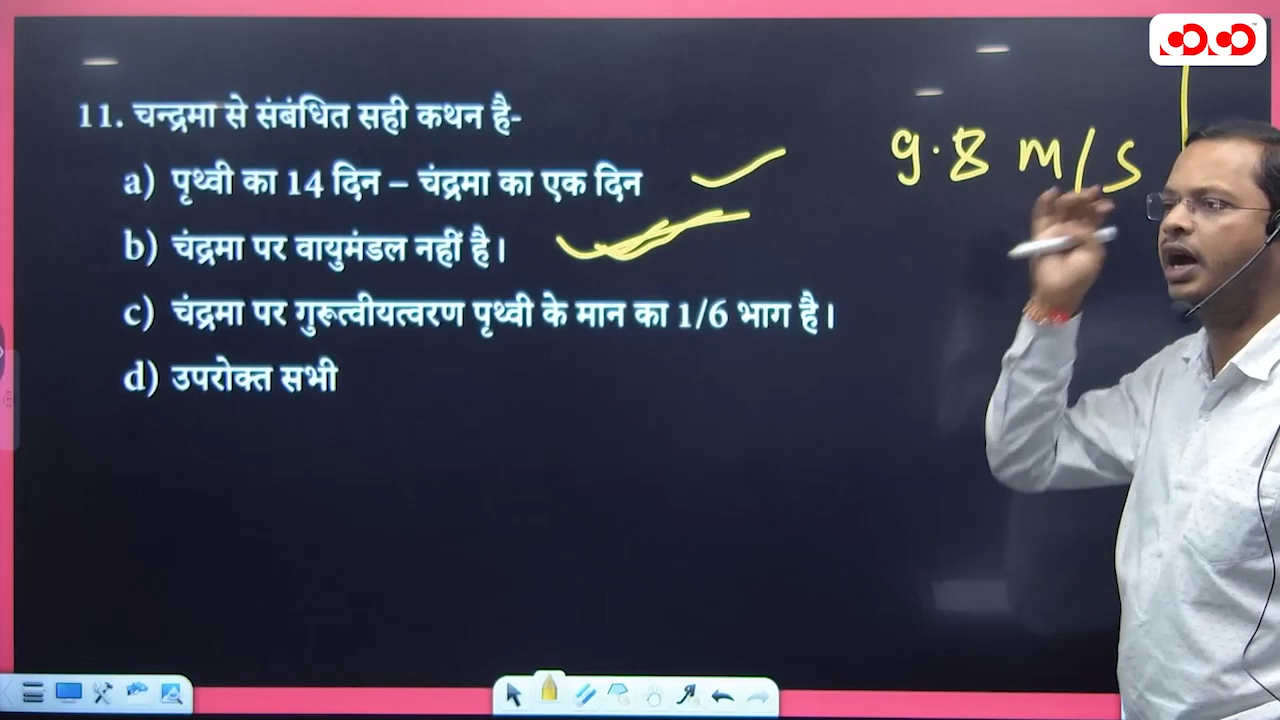 11. चन्द्रमा से संबंधित सही कथन है-
a) पृथ्वी का 14 दिन – चंद्रमा का एक दिन
b) चंद्रमा पर वायुमंडल नहीं है।
c) चंद्रमा पर गुरूत्वीयत्वरण पृथ्वी के मान का 1/6 भाग है।
d) उपरोक्त सभी
9.8 m/s